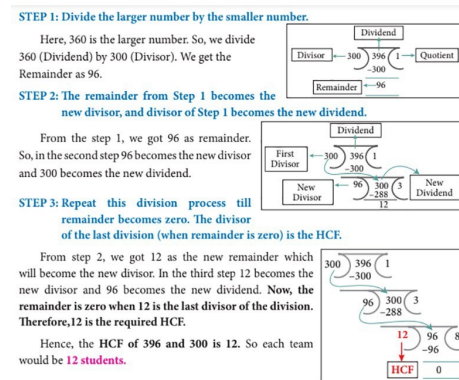 STEP 1: Divide the larger number by the smaller number.
Here, 360 is the larger number. So, we divide
360 (Dividend) by 300 (Divisor). We get the
Remainder as 96.
Dividend
Divisor 300 396 1 Quotient
-300
Remainder 96
STEP 2: The remainder from Step 1 becomes the
new divisor, and divisor of Step 1 becomes the new dividend.
From the step 1, we got 96 as remainder.
So, in the second step 96 becomes the new divisor
and 300 becomes the new dividend.
Dividend
First Divisor 300 396 1
-300
New Divisor 96 300 3 New Dividend
-288
12
STEP 3: Repeat this division process till
remainder becomes zero. The divisor
of the last division (when remainder is zero) is the HCF.
From step 2, we got 12 as the new remainder which
will become the new divisor. In the third step 12 becomes the
new divisor and 96 becomes the new dividend. Now, the
remainder is zero when 12 is the last divisor of the division.
Therefore,12 is the required HCF.
Hence, the HCF of 396 and 300 is 12. So each team
would be 12 students.
300 396 1
-300
96 300 3
-288
12 96 8
-96
HCF 0